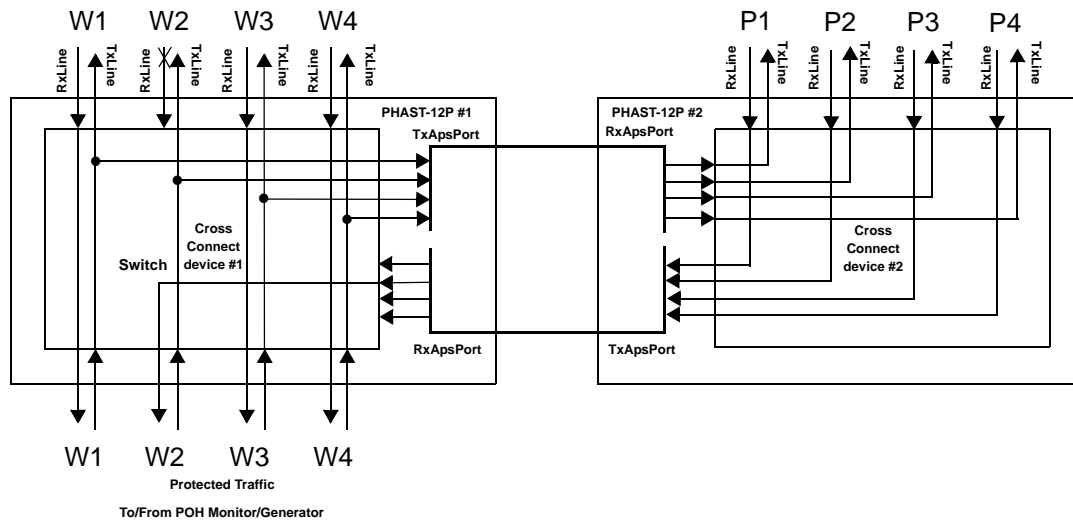 W1 W2 W3 W4 P1 P2 P3 P4
RxLine TxLine RxLine TxLine RxLine TxLine RxLine TxLine RxLine TxLine RxLine TxLine RxLine TxLine RxLine TxLine
PHAST-12P #1
TxApsPort
PHAST-12P #2
RxApsPort
Cross
Connect
device #1
Switch
Cross
Connect
device #2
RxApsPort
TxApsPort
W1 W2 W3 W4
Protected Traffic
To/From POH Monitor/Generator